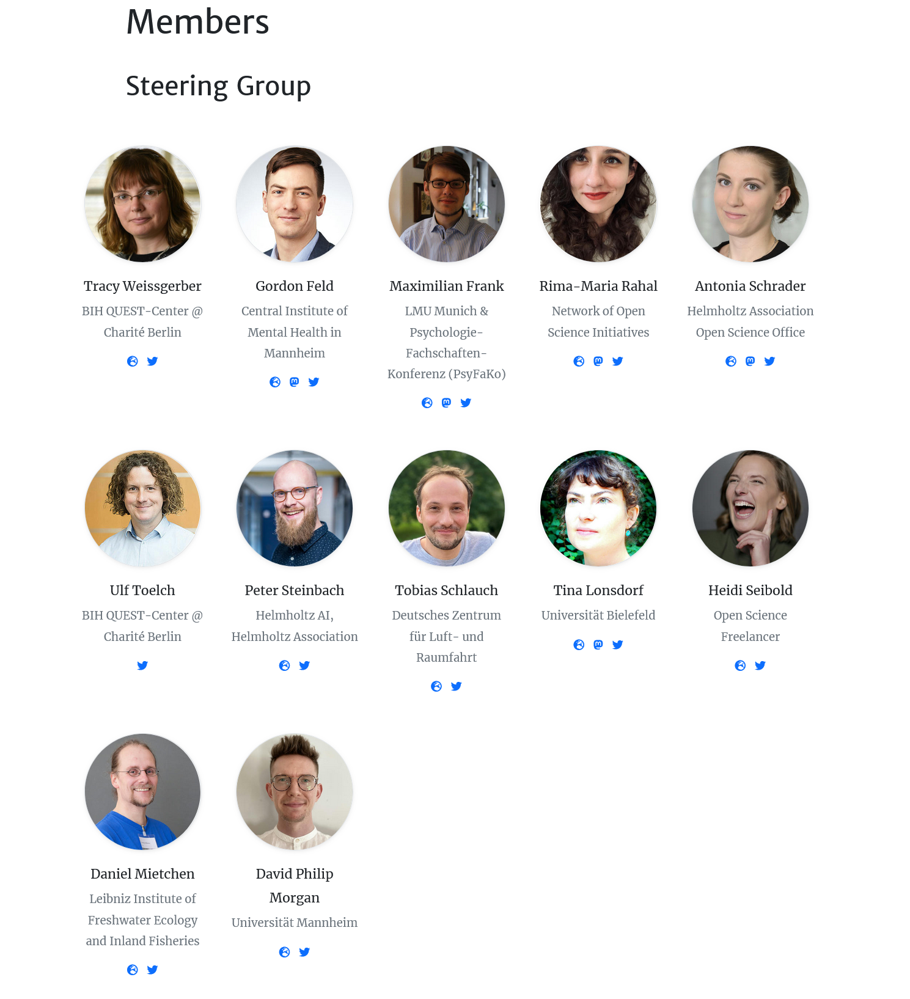 Members
Steering Group
Tracy Weissgerber
BIH QUEST-Center @
Charité Berlin
Gordon Feld
Central Institute of
Mental Health in
Mannheim
Maximilian Frank
LMU Munich &
Psychologie-
Fachschaften-
Konferenz (PsyFaKo)
Rima-Maria Rahal
Network of Open
Science Initiatives
Antonia Schrader
Helmholtz Association
Open Science Office
Ulf Toelch
BIH QUEST-Center @
Charité Berlin
Peter Steinbach
Helmholtz AI,
Helmholtz Association
Tobias Schlauch
Deutsches Zentrum
für Luft- und
Raumfahrt
Tina Lonsdorf
Universität Bielefeld
Heidi Seibold
Open Science
Freelancer
Daniel Mietchen
Leibniz Institute of
Freshwater Ecology
and Inland Fisheries
David Philip
Morgan
Universität Mannheim